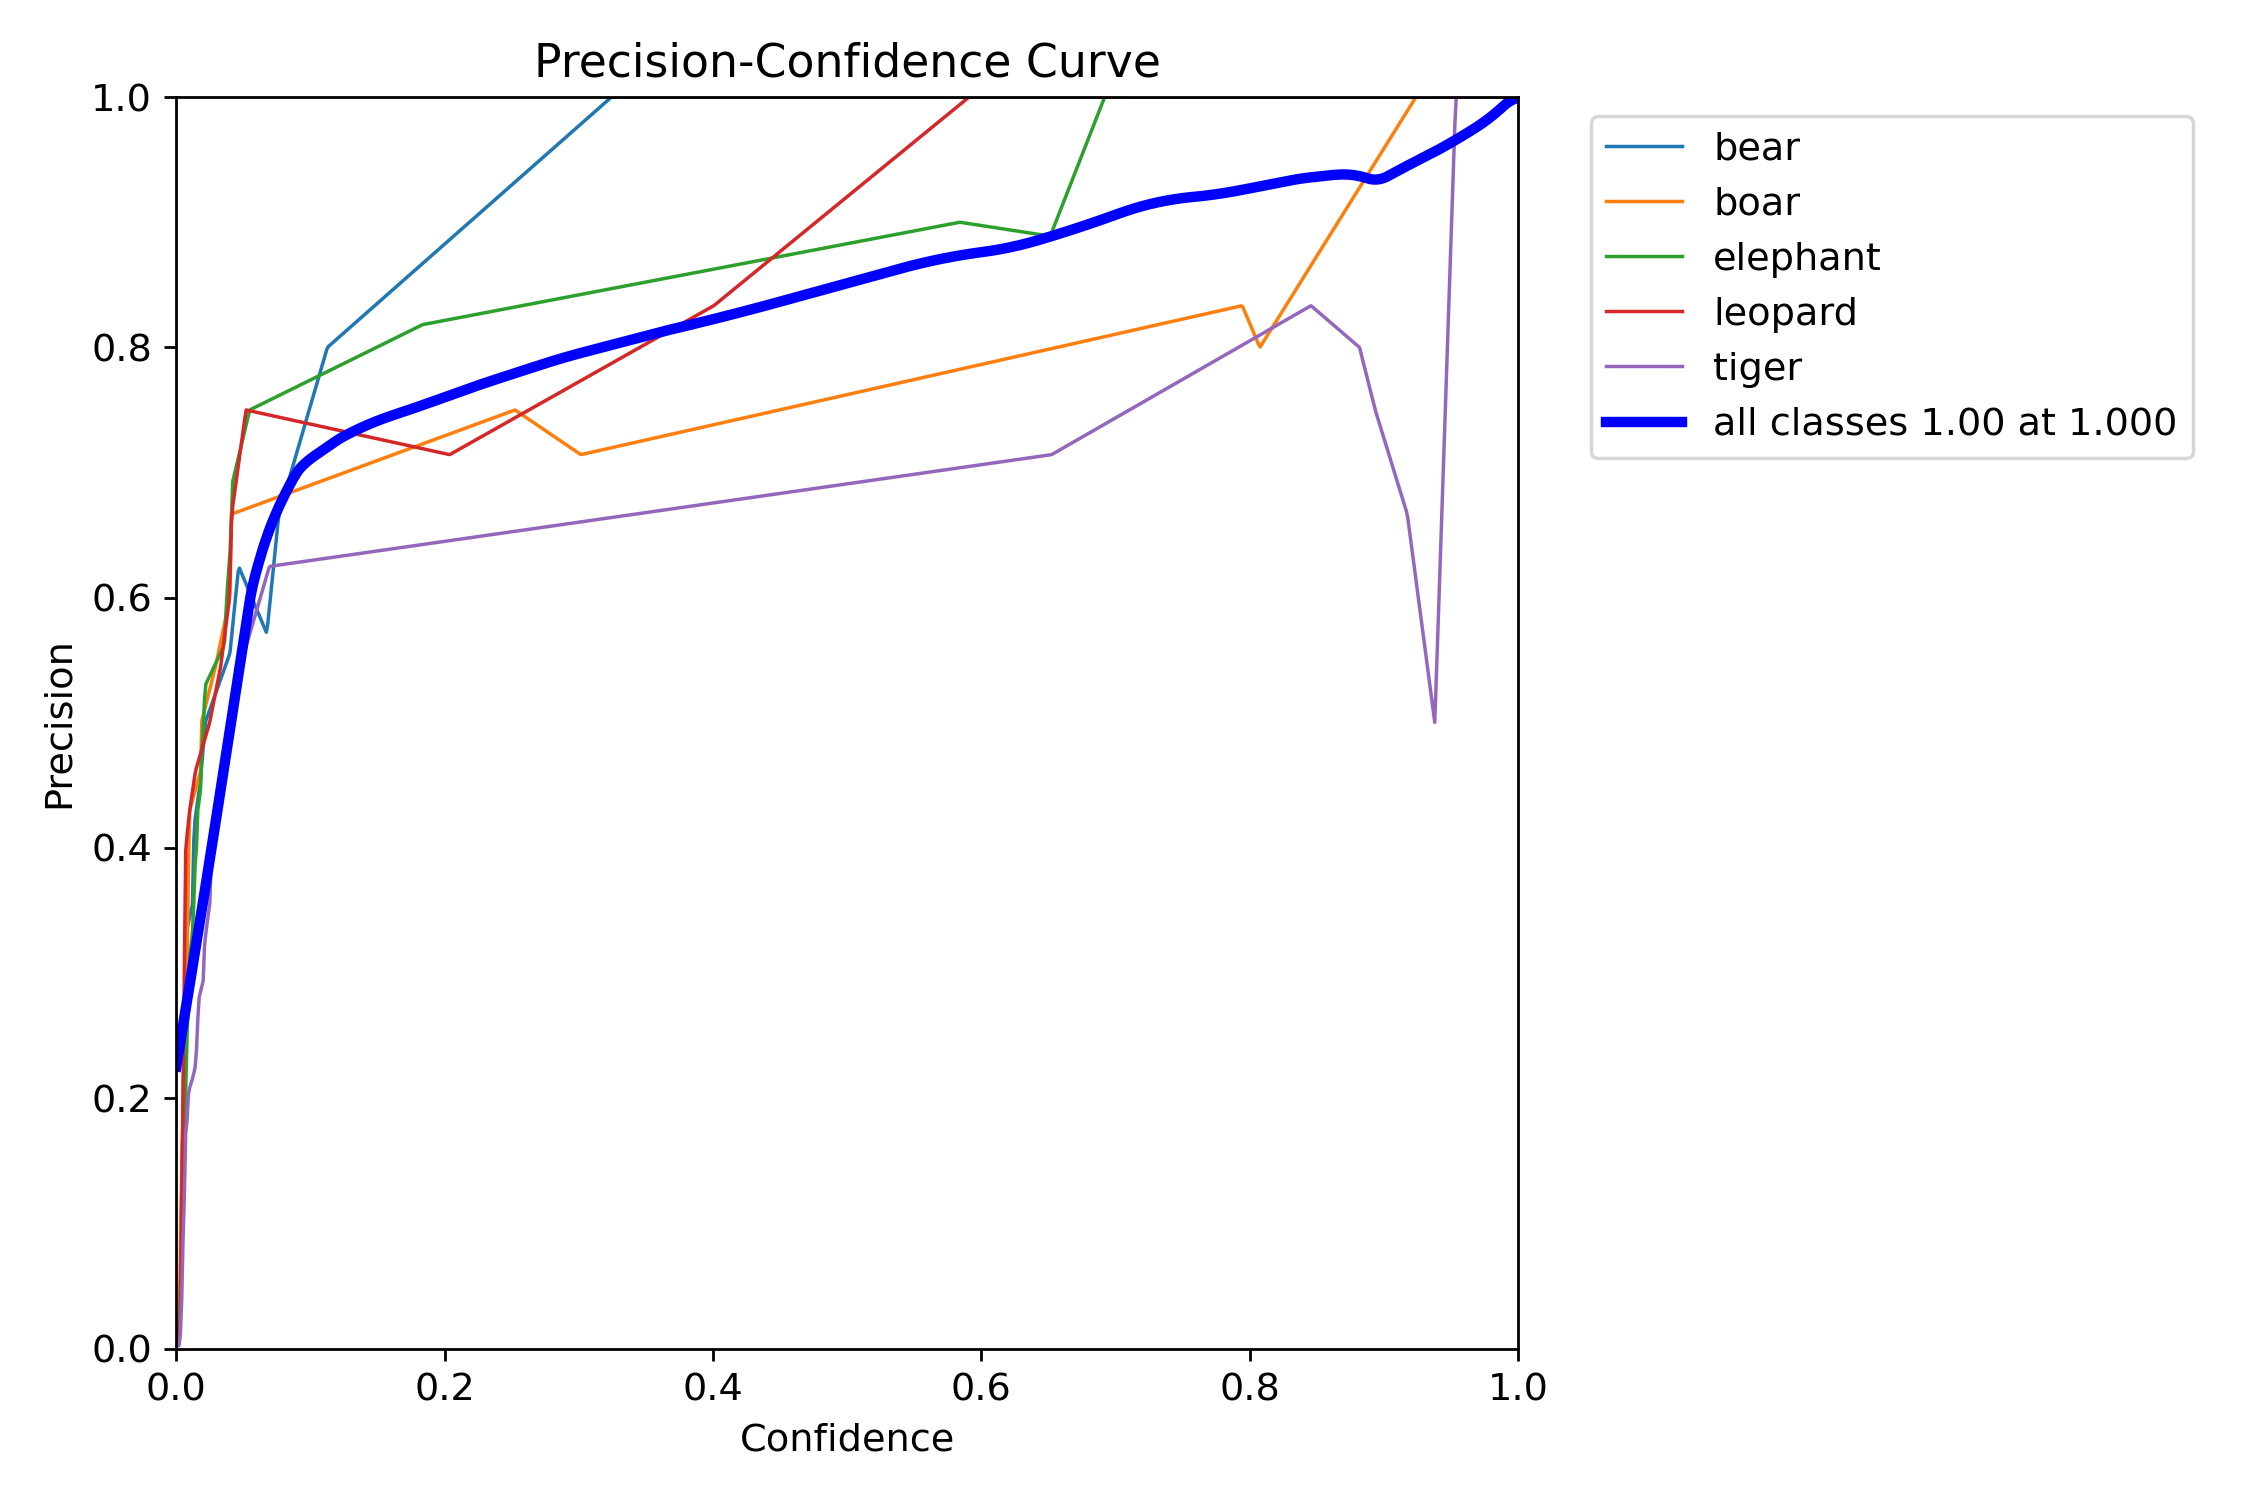 Precision-Confidence Curve
1.0
0.8
0.6
0.4
0.2
0.0
Precision
0.0 0.2 0.4 0.6 0.8 1.0
Confidence
bear
boar
elephant
leopard
tiger
all classes 1.00 at 1.000